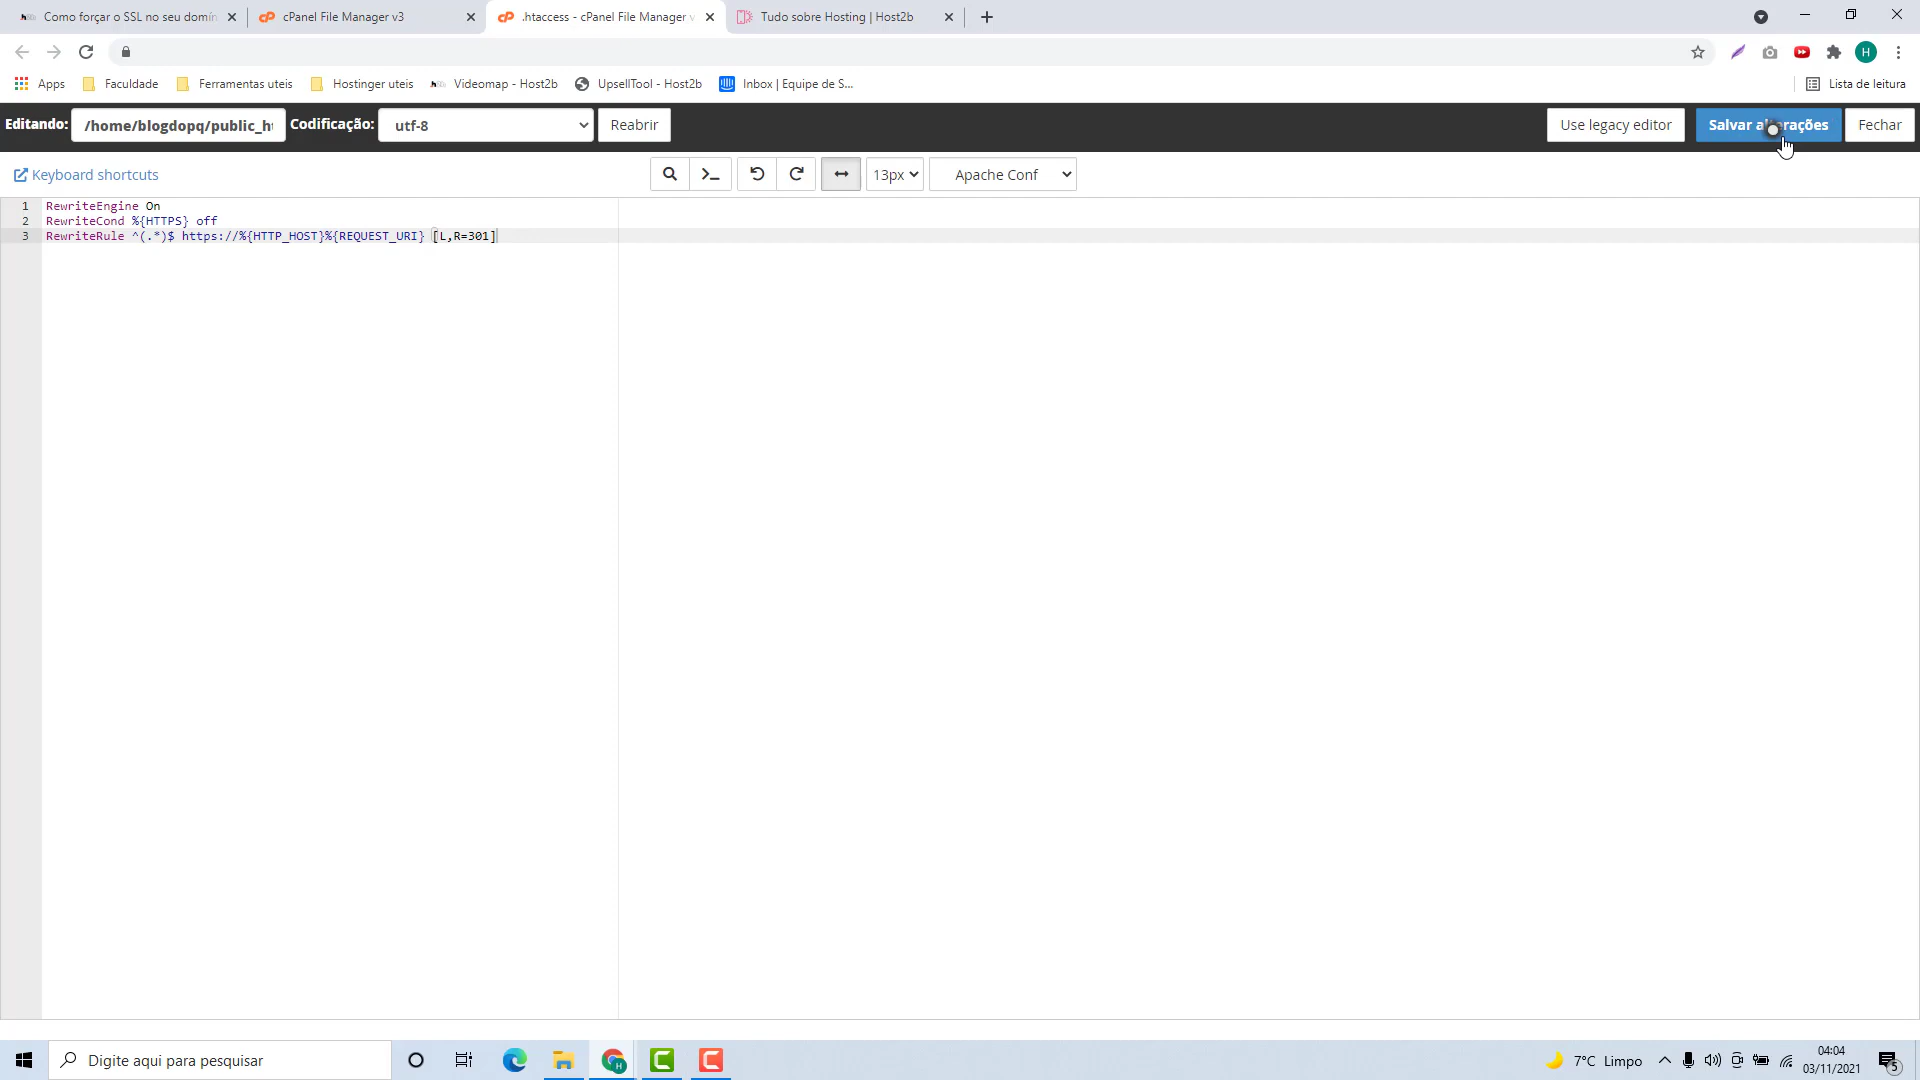 Como forçar o SSL no seu domín
cPanel File Manager v3
.htaccess - cPanel File Manager v
Tudo sobre Hosting | Host2b
H
Apps
Faculdade
Ferramentas uteis
Hostinger uteis
Videomap - Host2b
UpsellTool - Host2b
Inbox | Equipe de S...
Lista de leitura
Editando:
/home/blogdopq/public_ht
Codificação:
utf-8
Reabrir
Use legacy editor
Salvar alterações
Fechar
Keyboard shortcuts
13px
Apache Conf
1 RewriteEngine On
2 RewriteCond %{HTTPS} off
3 RewriteRule ^(.*)$ https://%{HTTP_HOST}%{REQUEST_URI} [L,R=301]
Digite aqui para pesquisar
7°C Limpo
04:04
03/11/2021
5